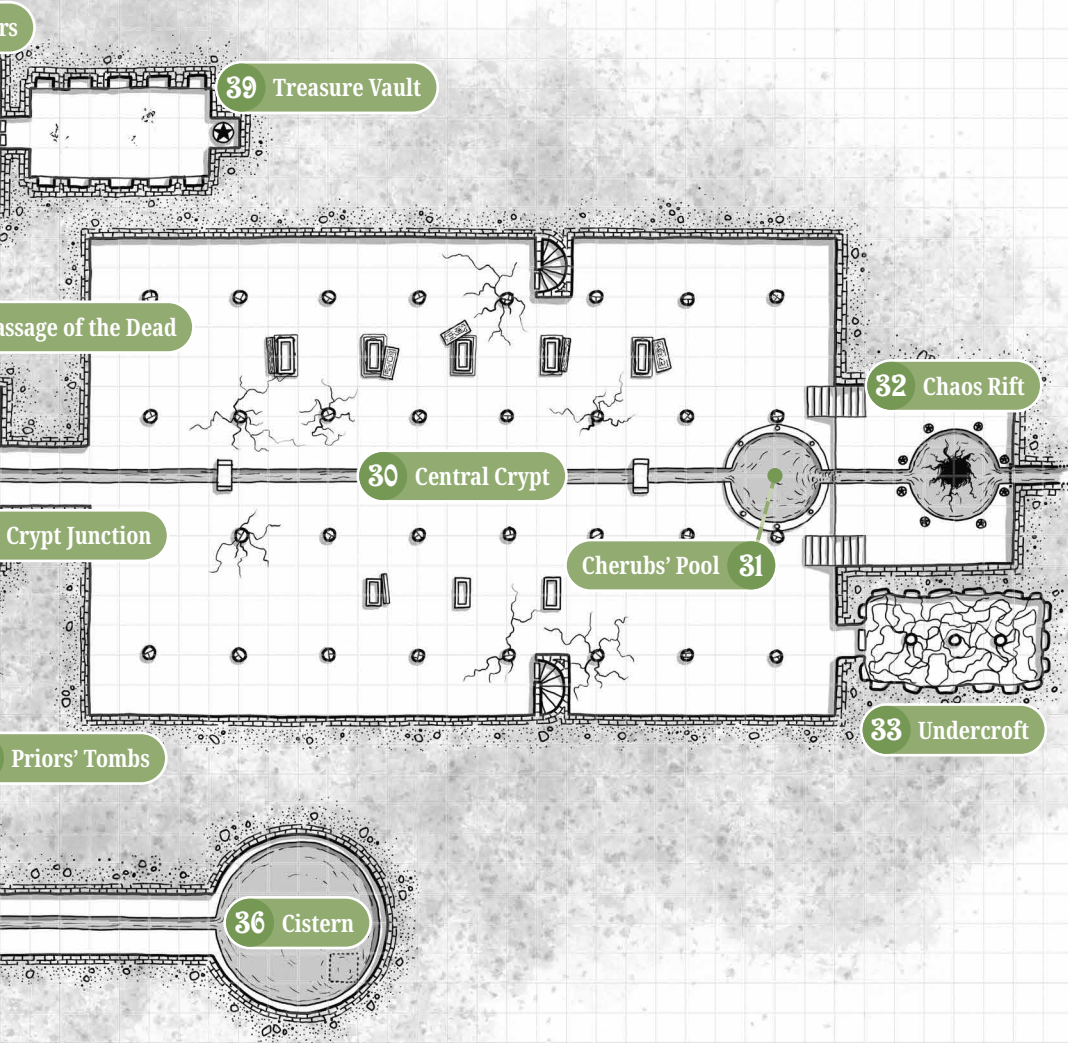 rs
39 Treasure Vault
assage of the Dead
32 Chaos Rift
30 Central Crypt
Crypt Junction
Cherubs' Pool 31
33 Undercroft
Priors' Tombs
36 Cistern